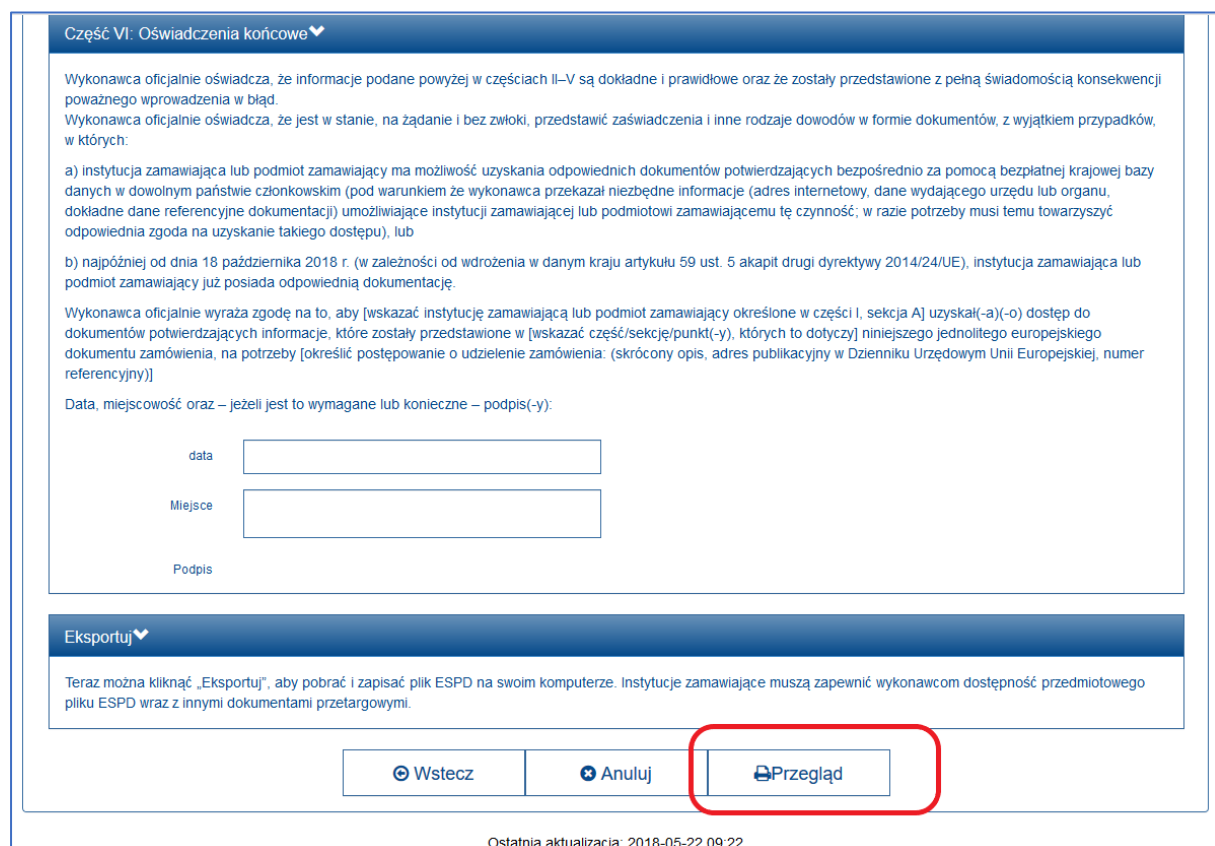 Część VI: Oświadczenia końcowe
Wykonawca oficjalnie oświadcza, że informacje podane powyżej w częściach II–V są dokładne i prawidłowe oraz że zostały przedstawione z pełną świadomością konsekwencji
poważnego wprowadzenia w błąd.
Wykonawca oficjalnie oświadcza, że jest w stanie, na żądanie i bez zwłoki, przedstawić zaświadczenia i inne rodzaje dowodów w formie dokumentów, z wyjątkiem przypadków,
w których:
a) instytucja zamawiająca lub podmiot zamawiający ma możliwość uzyskania odpowiednich dokumentów potwierdzających bezpośrednio za pomocą bezpłatnej krajowej bazy
danych w dowolnym państwie członkowskim (pod warunkiem że wykonawca przekazał niezbędne informacje (adres internetowy, dane wydającego urzędu lub organu,
dokładne dane referencyjne dokumentacji) umożliwiające instytucji zamawiającej lub podmiotowi zamawiającemu tę czynność; w razie potrzeby musi temu towarzyszyć
odpowiednia zgoda na uzyskanie takiego dostępu), lub
b) najpóźniej od dnia 18 października 2018 r. (w zależności od wdrożenia w danym kraju artykułu 59 ust. 5 akapit drugi dyrektywy 2014/24/UE), instytucja zamawiająca lub
podmiot zamawiający już posiada odpowiednią dokumentację.
Wykonawca oficjalnie wyraża zgodę na to, aby [wskazać instytucję zamawiającą lub podmiot zamawiający określone w części I, sekcja A] uzyskał(-a)(-o) dostęp do
dokumentów potwierdzających informacje, które zostały przedstawione w [wskazać część/sekcję/punkt(-y), których to dotyczy] niniejszego jednolitego europejskiego
dokumentu zamówienia, na potrzeby [określić postępowanie o udzielenie zamówienia: (skrócony opis, adres publikacyjny w Dzienniku Urzędowym Unii Europejskiej, numer
referencyjny)]
Data, miejscowość oraz – jeżeli jest to wymagane lub konieczne – podpis(-y):
data
Miejsce
Podpis
Eksportuj
Teraz można kliknąć „Eksportuj”, aby pobrać i zapisać plik ESPD na swoim komputerze. Instytucje zamawiające muszą zapewnić wykonawcom dostępność przedmiotowego
pliku ESPD wraz z innymi dokumentami przetargowymi.
Wstecz Anuluj Przegląd
Ostatnia aktualizacja: 2018-05-22 09:22